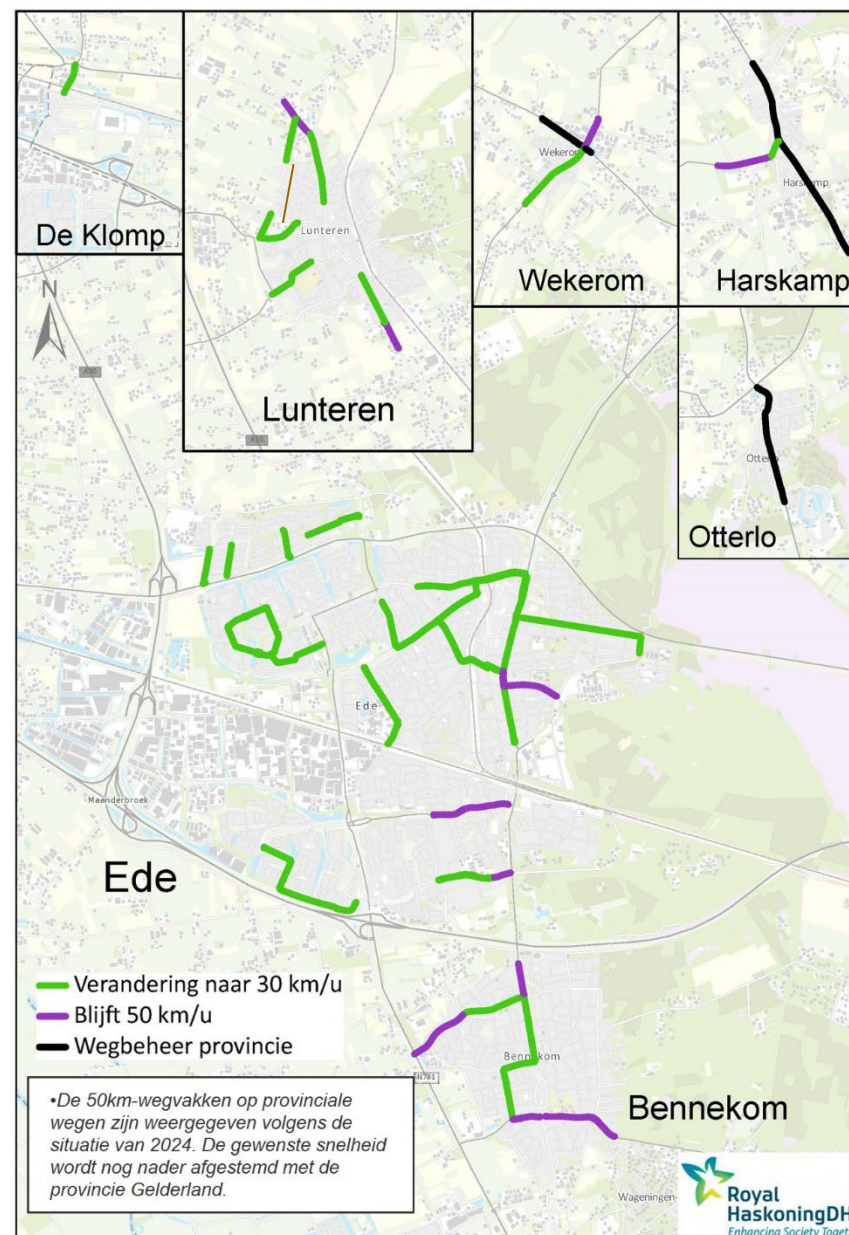 De Klomp
N
A30
Lunteren
Lunteren
A30
Wekerom
Wekerom
Harskamp
Harskamp
Otterlo
Otterlo
Ede
Maanderbroek
Ede
Verandering naar 30 km/u
Blijft 50 km/u
Wegbeheer provincie
•De 50km-wegvakken op provinciale
wegen zijn weergegeven volgens de
situatie van 2024. De gewenste snelheid
wordt nog nader afgestemd met de
provincie Gelderland.
N781
Bennekom
Bennekom
Wageningen-
Royal
HaskoningDH
Enhancing Society Toget